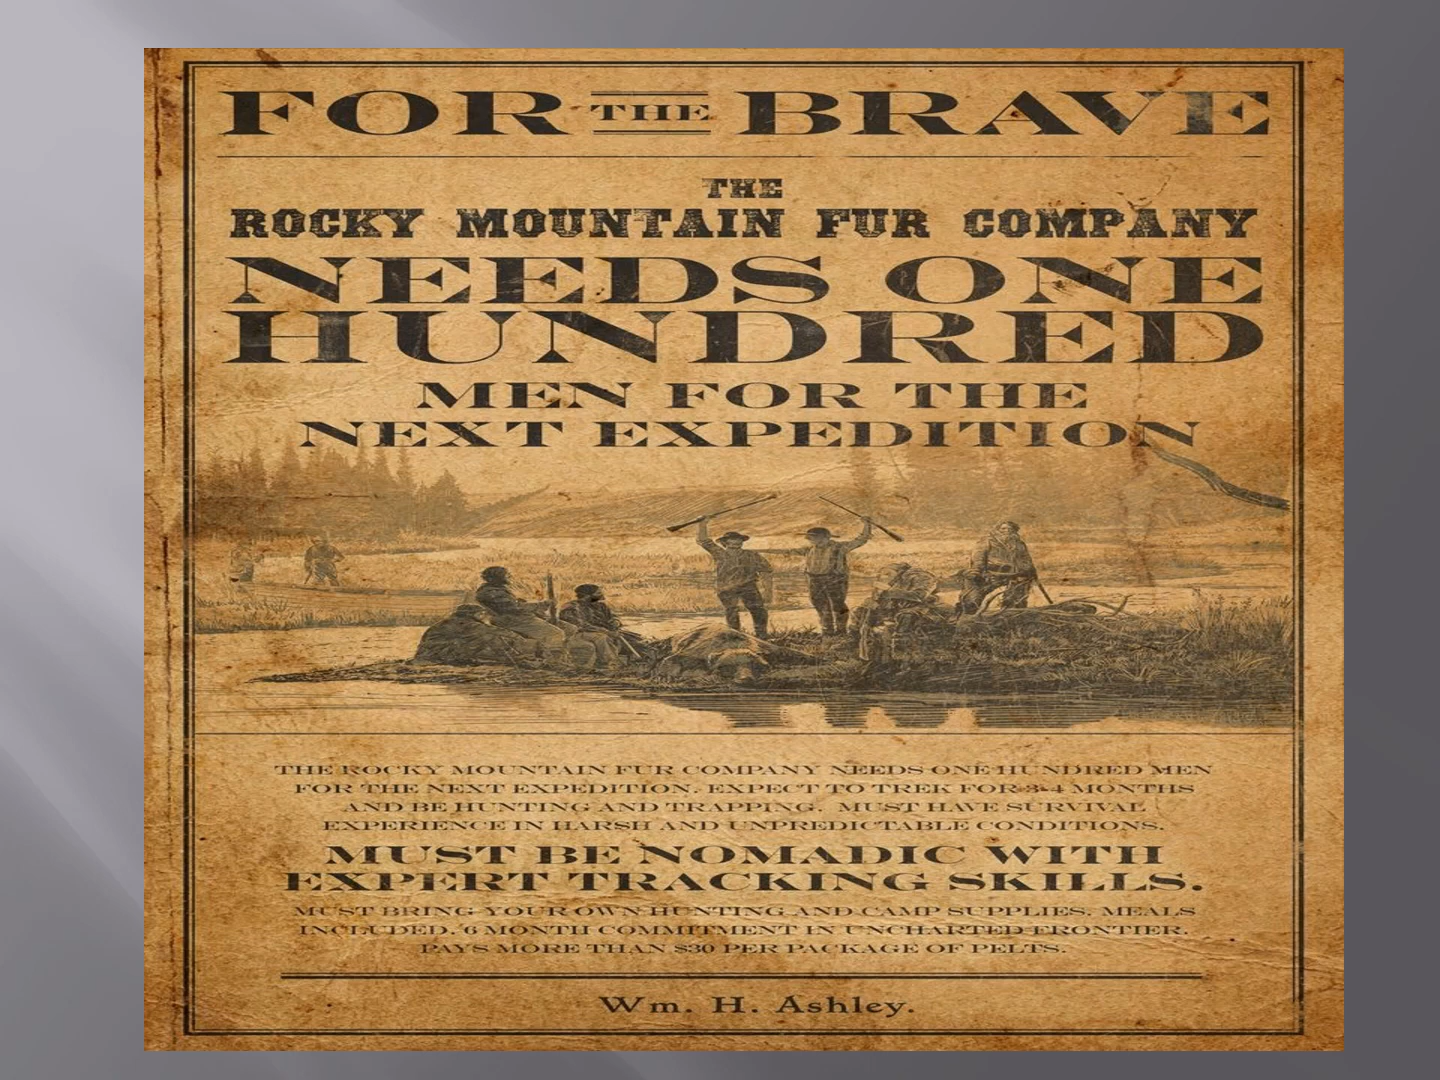 FOR THE BRAVE
THE
ROCKY MOUNTAIN FUR COMPANY
NEEDS ONE
HUNDRED
MEN FOR THE
NEXT EXPEDITION
THE ROCKY MOUNTAIN FUR COMPANY NEEDS ONE HUNDRED MEN
FOR THE NEXT EXPEDITION. EXPECT TO TREK FOR 3-4 MONTHS
AND BE HUNTING AND TRAPPING. MUST HAVE SURVIVAL
EXPERIENCE IN HARSH AND UNPREDICTABLE CONDITIONS.
MUST BE NOMADIC WITH
EXPERT TRACKING SKILLS.
MUST BRING YOUR OWN HUNTING AND CAMP SUPPLIES. MEALS
INCLUDED. 6 MONTH COMMITMENT IN UNCHARTED FRONTIER.
PAYS MORE THAN $30 PER PACKAGE OF PELTS.
Wm. H. Ashley.